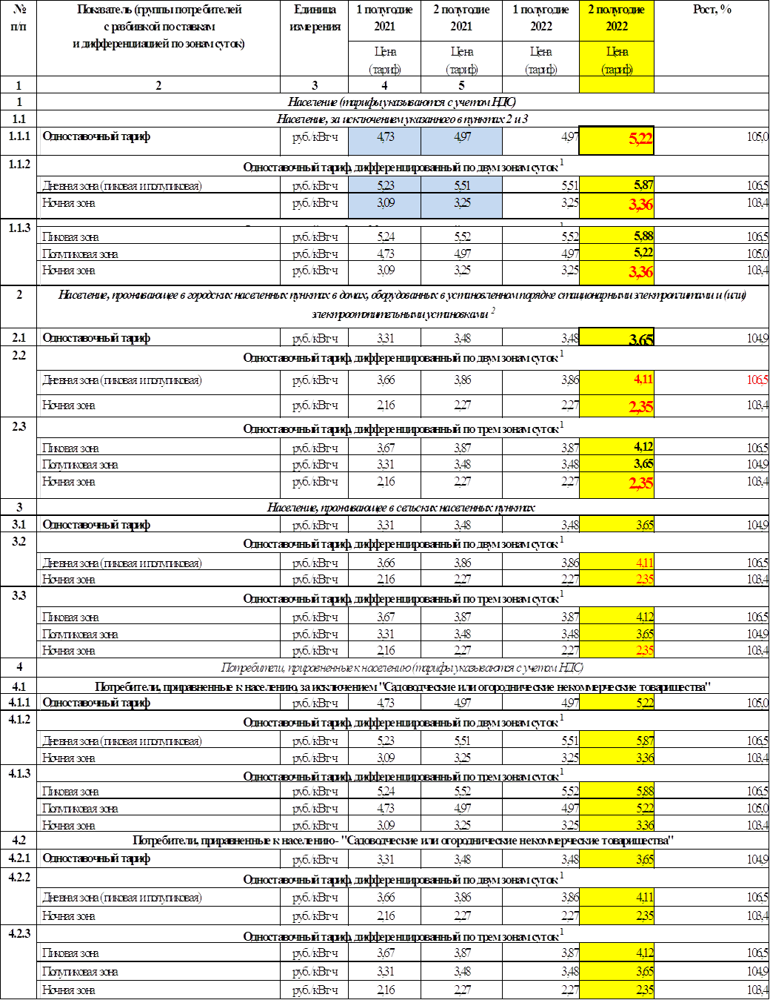 № п/п Показатель (группы потребителей с разбивкой по ставкам и дифференциацией по зонам суток) Единица измерения 1 полугодие 2021 2 полугодие 2021 1 полугодие 2022 2 полугодие 2022 Рост, %
Цена (тариф) Цена (тариф) Цена (тариф) Цена (тариф)
1 2 3 4 5
1 Население (тарифы указываются с учетом НДС)
1.1 Население, за исключением указанного в пунктах 2 и 3
1.1.1 Одноставочный тариф руб./кВтч 4,73 4,97 4,97 5,22 105,0
1.1.2 Одноставочный тариф, дифференцированный по двум зонам суток 1
Дневная зона (пиковая и полупиковая) руб./кВтч 5,23 5,51 5,51 5,87 106,5
Ночная зона руб./кВтч 3,09 3,25 3,25 3,36 103,4
1.1.3
Пиковая зона руб./кВтч 5,24 5,52 5,52 5,88 106,5
Полупиковая зона руб./кВтч 4,73 4,97 4,97 5,22 105,0
Ночная зона руб./кВтч 3,09 3,25 3,25 3,36 103,4
2 Население, проживающее в городских населенных пунктах в домах, оборудованных в установленном порядке стационарными электроплитами и (или)
электроотопительными установками 2
2.1 Одноставочный тариф руб./кВтч 3,31 3,48 3,48 3,65 104,9
2.2 Одноставочный тариф, дифференцированный по двум зонам суток 1
Дневная зона (пиковая и полупиковая) руб./кВтч 3,66 3,86 3,86 4,11 106,5
Ночная зона руб./кВтч 2,16 2,27 2,27 2,35 103,4
2.3 Одноставочный тариф, дифференцированный по трем зонам суток 1
Пиковая зона руб./кВтч 3,67 3,87 3,87 4,12 106,5
Полупиковая зона руб./кВтч 3,31 3,48 3,48 3,65 104,9
Ночная зона руб./кВтч 2,16 2,27 2,27 2,35 103,4
3 Население, проживающее в сельских населенных пунктах
3.1 Одноставочный тариф руб./кВтч 3,31 3,48 3,48 3,65 104,9
3.2 Одноставочный тариф, дифференцированный по двум зонам суток 1
Дневная зона (пиковая и полупиковая) руб./кВтч 3,66 3,86 3,86 4,11 106,5
Ночная зона руб./кВтч 2,16 2,27 2,27 2,35 103,4
3.3 Одноставочный тариф, дифференцированный по трем зонам суток 1
Пиковая зона руб./кВтч 3,67 3,87 3,87 4,12 106,5
Полупиковая зона руб./кВтч 3,31 3,48 3,48 3,65 104,9
Ночная зона руб./кВтч 2,16 2,27 2,27 2,35 103,4
4 Потребители, приравненные к населению (тарифы указываются с учетом НДС)
4.1 Потребители, приравненные к населению, за исключением "Садоводческие или огороднические некоммерческие товарищества"
4.1.1 Одноставочный тариф руб./кВтч 4,73 4,97 4,97 5,22 105,0
4.1.2 Одноставочный тариф, дифференцированный по двум зонам суток 1
Дневная зона (пиковая и полупиковая) руб./кВтч 5,23 5,51 5,51 5,87 106,5
Ночная зона руб./кВтч 3,09 3,25 3,25 3,36 103,4
4.1.3 Одноставочный тариф, дифференцированный по трем зонам суток 1
Пиковая зона руб./кВтч 5,24 5,52 5,52 5,88 106,5
Полупиковая зона руб./кВтч 4,73 4,97 4,97 5,22 105,0
Ночная зона руб./кВтч 3,09 3,25 3,25 3,36 103,4
4.2 Потребители, приравненные к населению- "Садоводческие или огороднические некоммерческие товарищества"
4.2.1 Одноставочный тариф руб./кВтч 3,31 3,48 3,48 3,65 104,9
4.2.2 Одноставочный тариф, дифференцированный по двум зонам суток 1
Дневная зона (пиковая и полупиковая) руб./кВтч 3,66 3,86 3,86 4,11 106,5
Ночная зона руб./кВтч 2,16 2,27 2,27 2,35 103,4
4.2.3 Одноставочный тариф, дифференцированный по трем зонам суток 1
Пиковая зона руб./кВтч 3,67 3,87 3,87 4,12 106,5
Полупиковая зона руб./кВтч 3,31 3,48 3,48 3,65 104,9
Ночная зона руб./кВтч 2,16 2,27 2,27 2,35 103,4